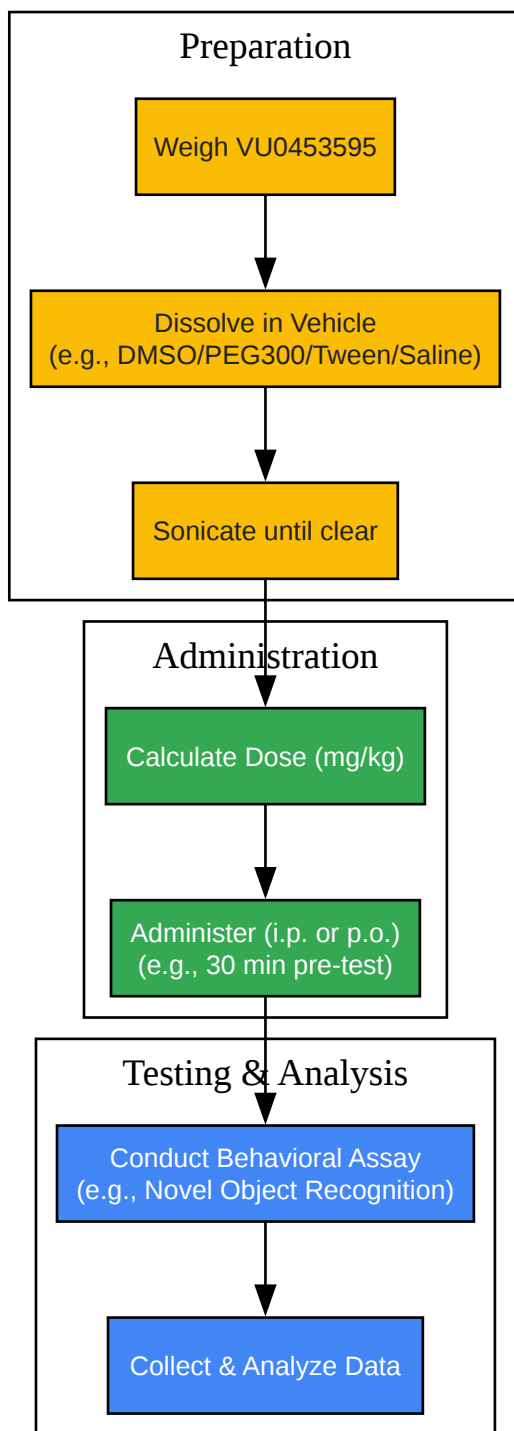 Preparation
Weigh VU0453595
Dissolve in Vehicle
(e.g., DMSO/PEG300/Tween/Saline)
Sonicate until clear
Administration
Calculate Dose (mg/kg)
Administer (i.p. or p.o.)
(e.g., 30 min pre-test)
Testing & Analysis
Conduct Behavioral Assay
(e.g., Novel Object Recognition)
Collect & Analyze Data